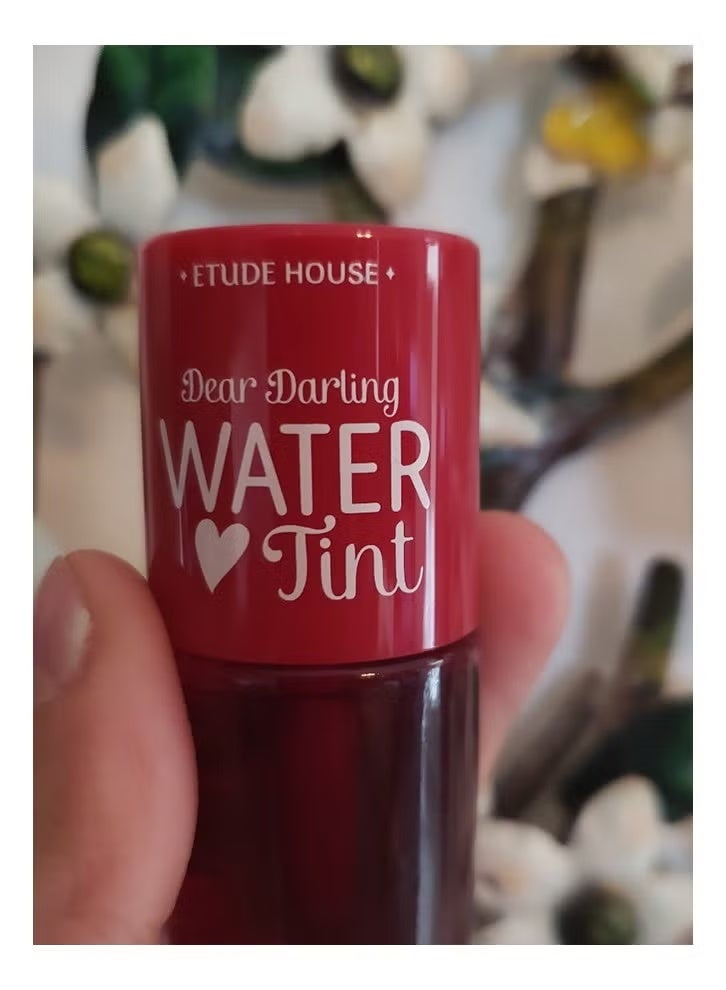 ETUDE HOUSE
Dear Darling
WATER
Tint